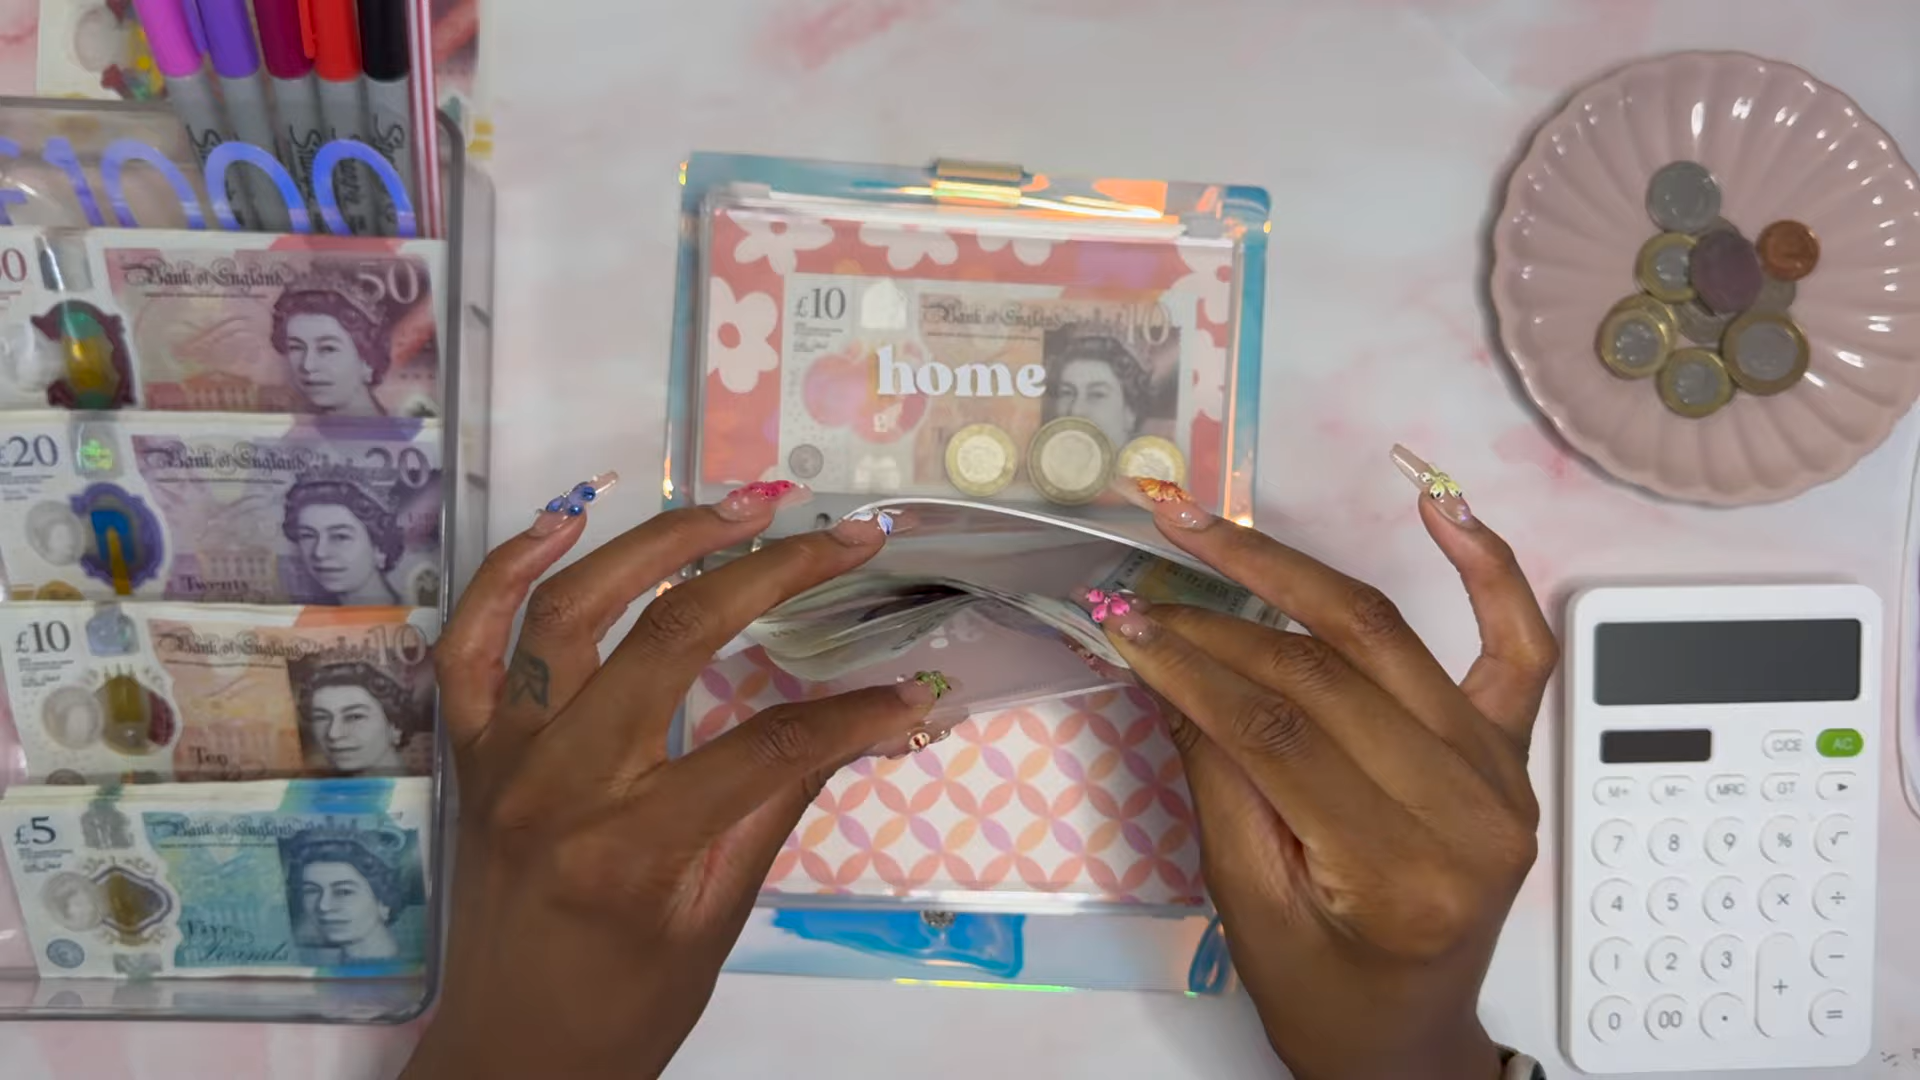 £1000
50
Bank of England
50
£20
Bank of England
20
Twenty
£10
Bank of England
10
Ten
£5
Bank of England
5
Five
Pounds
£10
Bank of England
10
home
C/CE
AC
M+
M-
MRC
GT
▶
7
8
9
%
√
4
5
6
×
÷
1
2
3
+
−
0
00
.
=